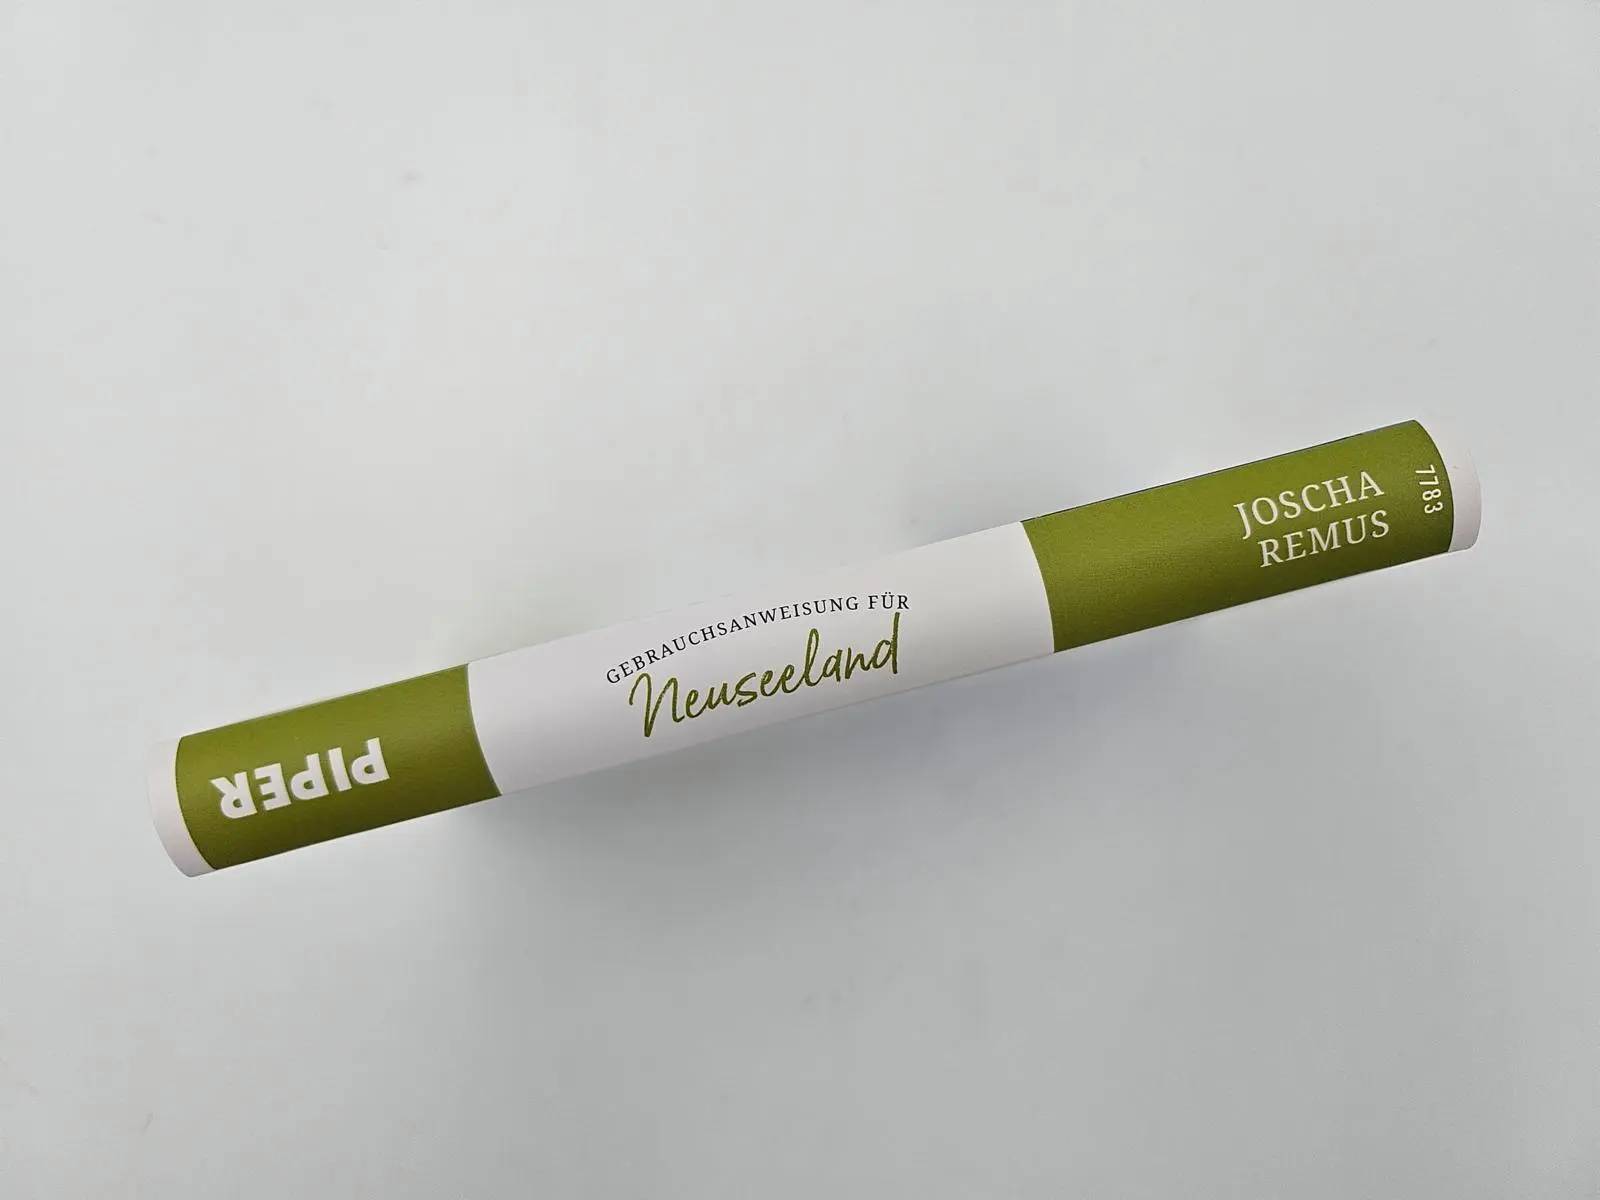 GEBRAUCHSANWEISUNG FÜR
Neuseeland
JOSCHA
REMUS
7783
PIPER